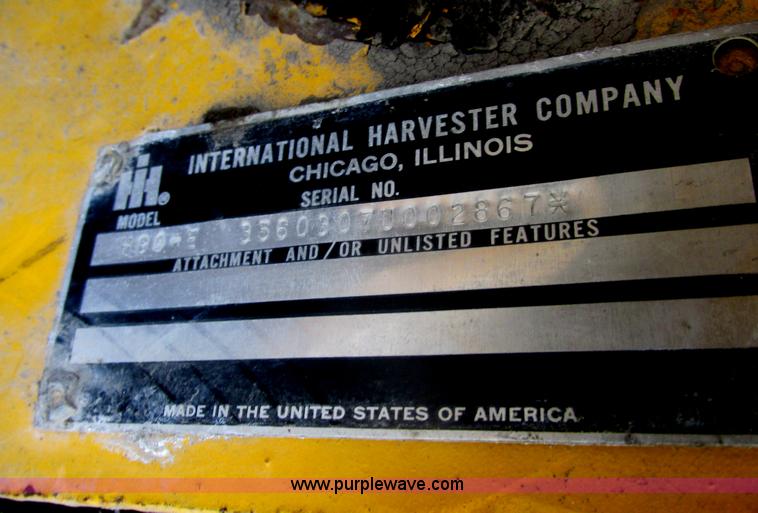 IH®
INTERNATIONAL HARVESTER COMPANY
CHICAGO, ILLINOIS
SERIAL NO.
MODEL
ATTACHMENT AND/OR UNLISTED FEATURES
MADE IN THE UNITED STATES OF AMERICA
www.purplewave.com